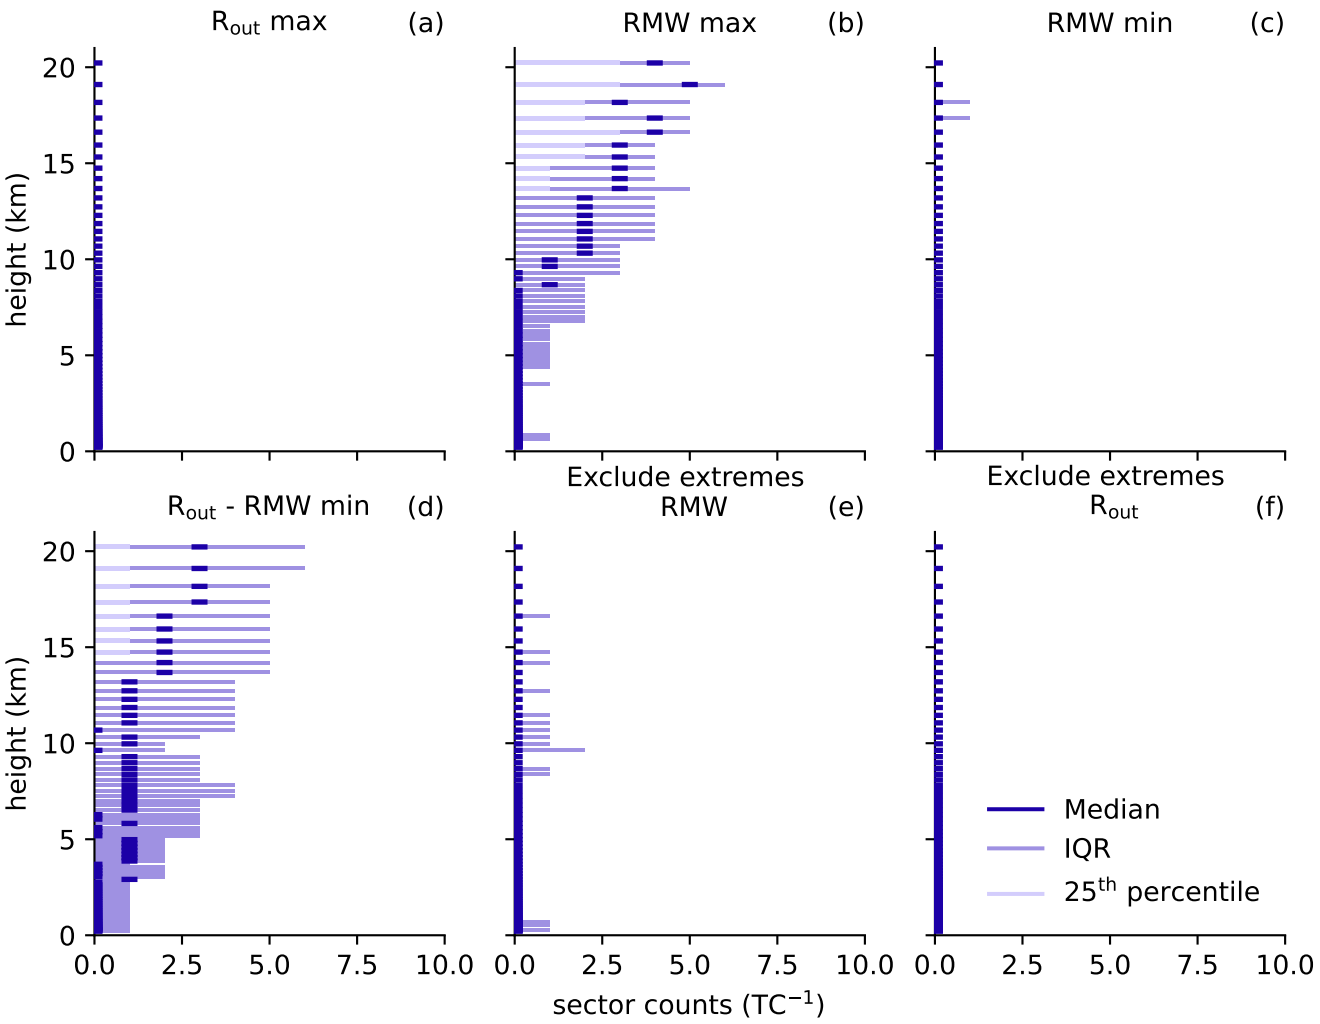 R_out max (a)
RMW max (b)
RMW min (c)
height (km)
20
15
10
5
0
R_out - RMW min (d)
Exclude extremes
RMW (e)
Exclude extremes
R_out (f)
height (km)
20
15
10
5
0
Median
IQR
25^th percentile
0.0 2.5 5.0 7.5 10.0
0.0 2.5 5.0 7.5 10.0
0.0 2.5 5.0 7.5 10.0
sector counts (TC⁻¹)